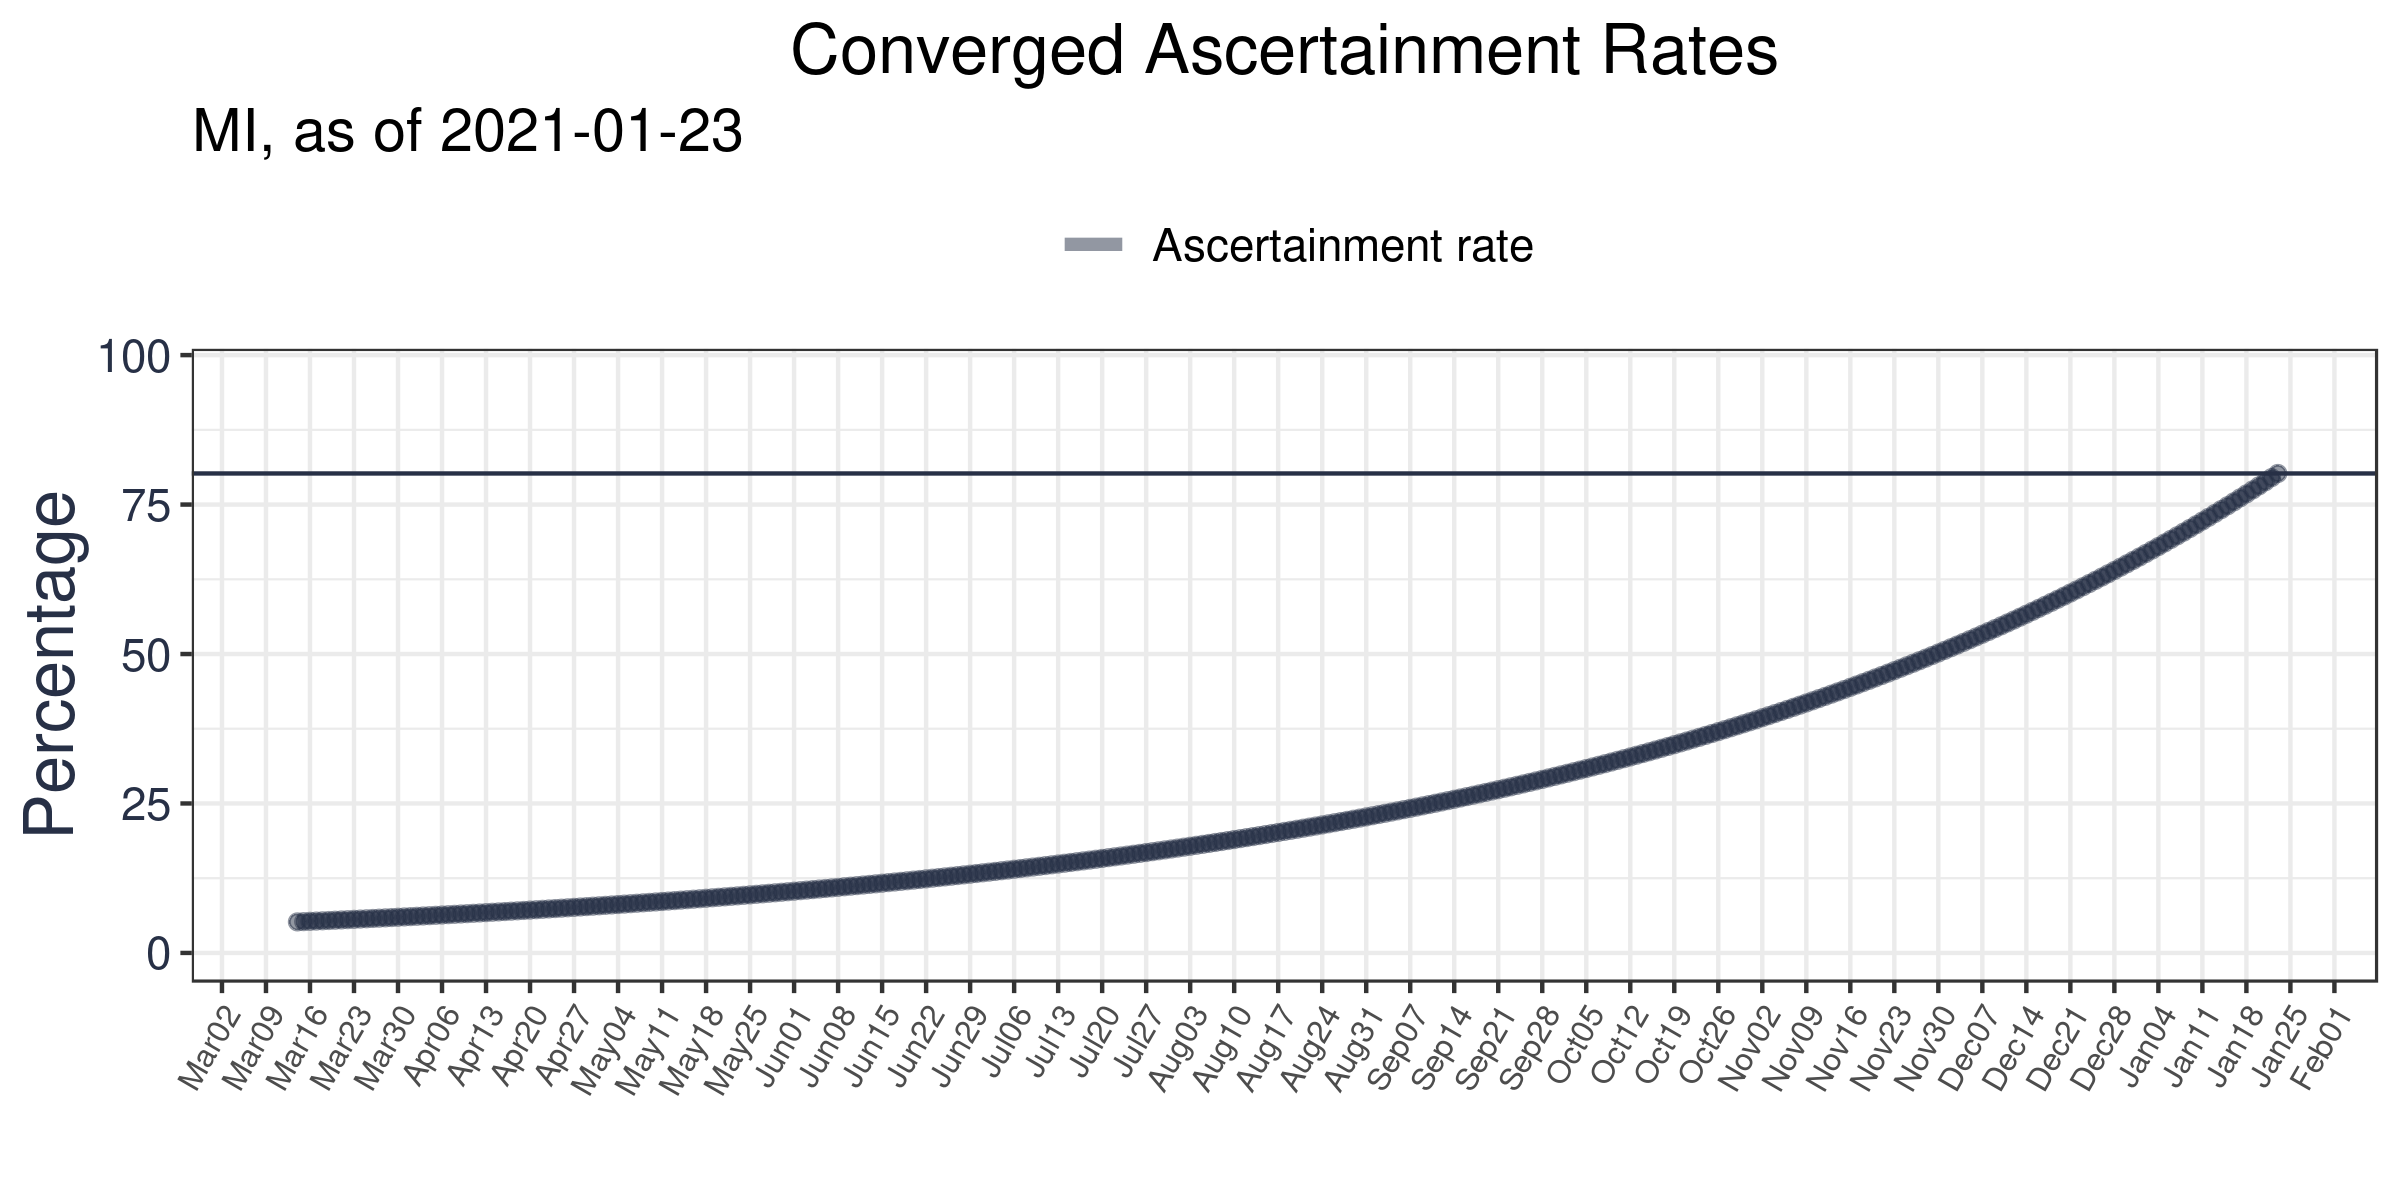 Converged Ascertainment Rates
MI, as of 2021-01-23
Ascertainment rate
Percentage
100
75
50
25
0
Mar02
Mar09
Mar16
Mar23
Mar30
Apr06
Apr13
Apr20
Apr27
May04
May11
May18
May25
Jun01
Jun08
Jun15
Jun22
Jun29
Jul06
Jul13
Jul20
Jul27
Aug03
Aug10
Aug17
Aug24
Aug31
Sep07
Sep14
Sep21
Sep28
Oct05
Oct12
Oct19
Oct26
Nov02
Nov09
Nov16
Nov23
Nov30
Dec07
Dec14
Dec21
Dec28
Jan04
Jan11
Jan18
Jan25
Feb01